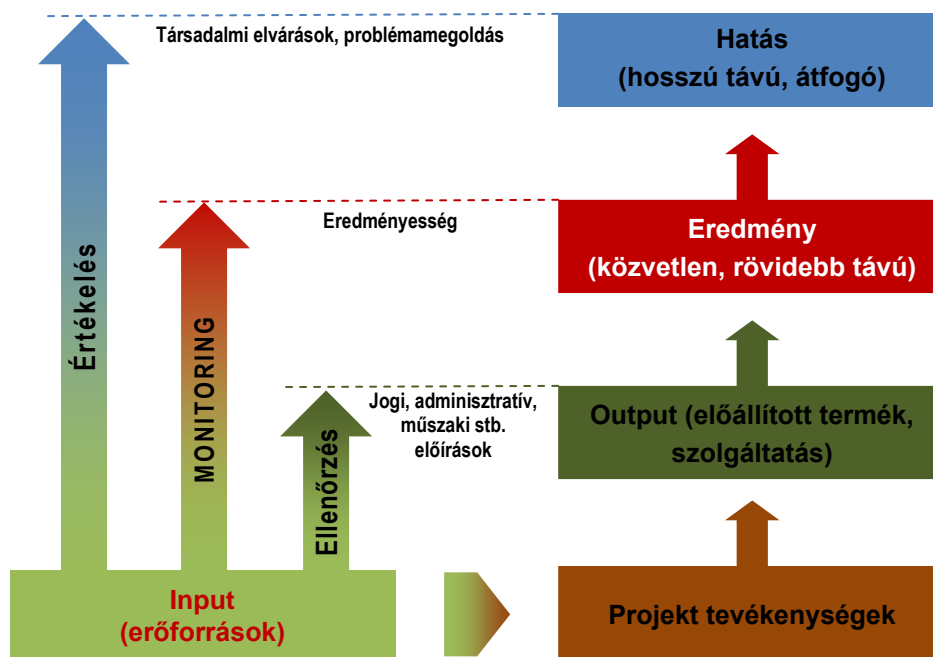 Társadalmi elvárások, problémamegoldás
Hatás
(hosszú távú, átfogó)
Eredményesség
Eredmény
(közvetlen, rövidebb távú)
Értékelés
MONITORING
Ellenőrzés
Jogi, adminisztratív,
műszaki stb.
előírások
Output (előállított termék,
szolgáltatás)
Input
(erőforrások)
Projekt tevékenységek